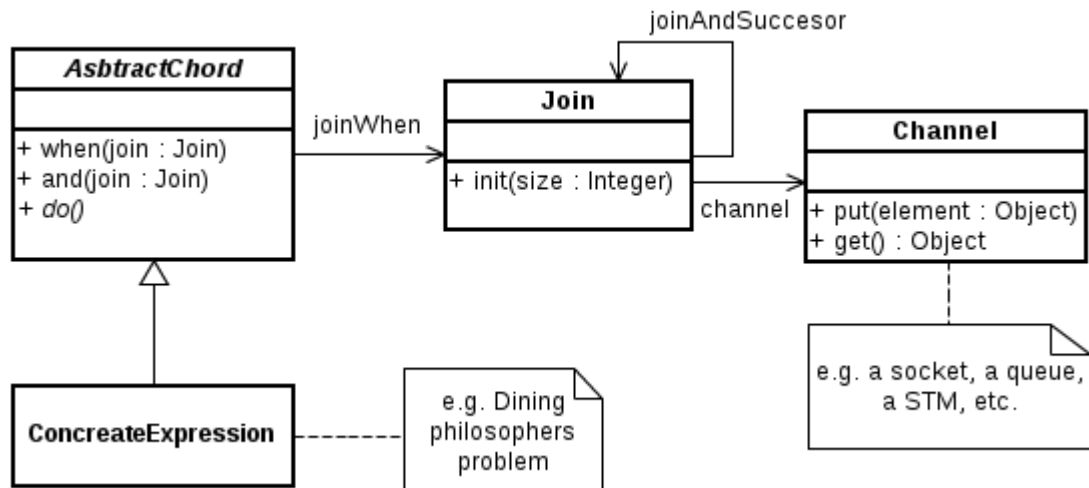 joinAndSuccesor
AsbtractChord
Join
Channel
joinWhen
+ when(join : Join)
+ and(join : Join)
+ do()
+ init(size : Integer)
channel
+ put(element : Object)
+ get() : Object
ConcreateExpression
e.g. Dining
philosophers
problem
e.g. a socket, a queue,
a STM, etc.